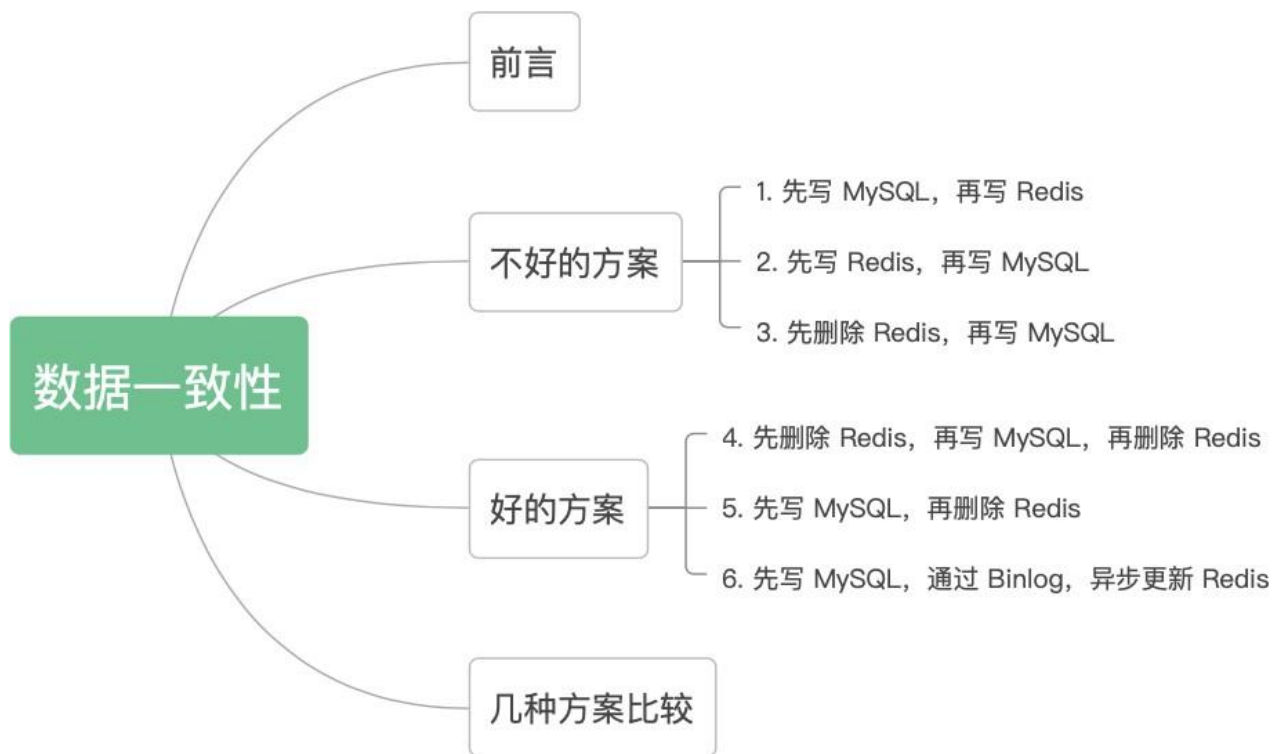 数据一致性
前言
不好的方案
1. 先写 MySQL，再写 Redis
2. 先写 Redis，再写 MySQL
3. 先删除 Redis，再写 MySQL
好的方案
4. 先删除 Redis，再写 MySQL，再删除 Redis
5. 先写 MySQL，再删除 Redis
6. 先写 MySQL，通过 Binlog，异步更新 Redis
几种方案比较